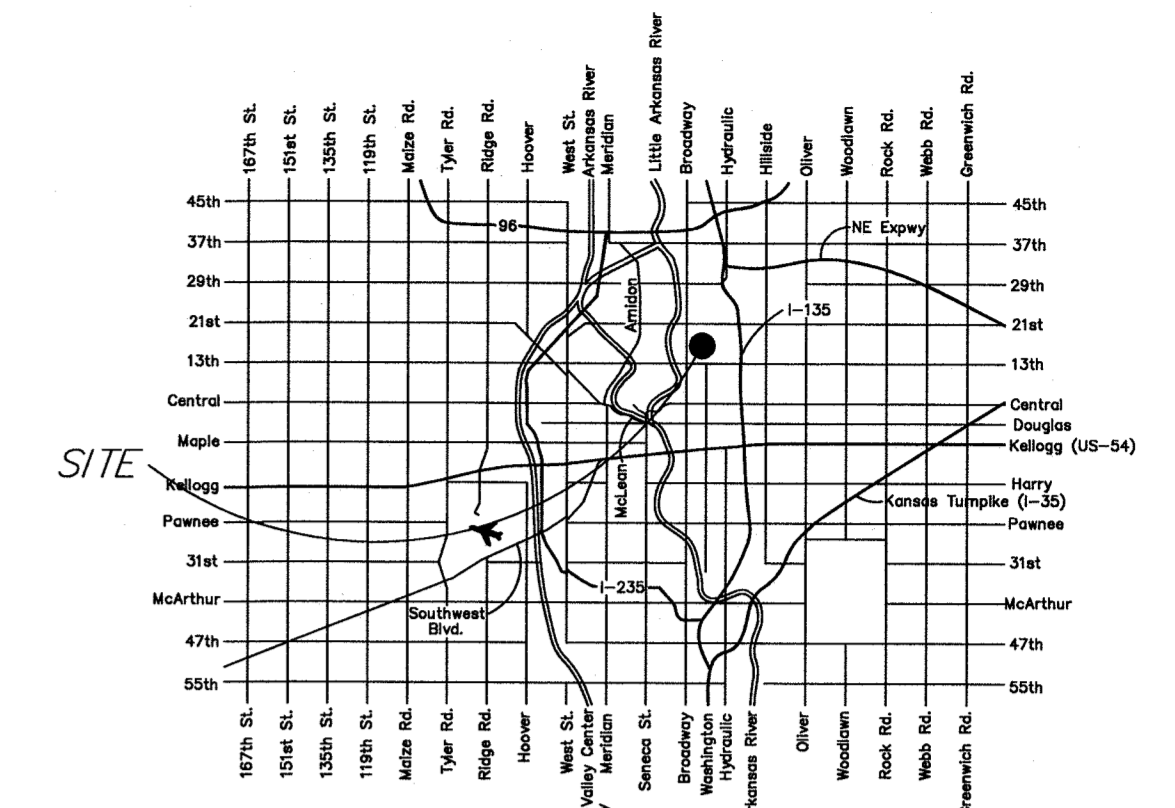 167th St.
151st St.
135th St.
119th St.
Maize Rd.
Tyler Rd.
Ridge Rd.
Hoover
West St.
Arkansas River
Meridian
Little Arkansas River
Broadway
Hydraulic
Hillside
Oliver
Woodlawn
Rock Rd.
Webb Rd.
Greenwich Rd.
45th
45th
96
NE Expwy
37th
37th
29th
29th
Amidon
I-135
21st
21st
13th
13th
Central
Central
Douglas
Maple
Kellogg (US-54)
SITE
Kellogg
McLean
Harry
Kansas Turnpike (I-35)
Pawnee
Pawnee
31st
31st
I-235
McArthur
McArthur
Southwest
Blvd.
47th
47th
55th
55th
167th St.
151st St.
135th St.
119th St.
Maize Rd.
Tyler Rd.
Ridge Rd.
Hoover
West St.
Valley Center
Meridian
Seneca St.
Broadway
Washington
Hydraulic
rkansas River
Oliver
Woodlawn
Rock Rd.
Webb Rd.
reenwich Rd.